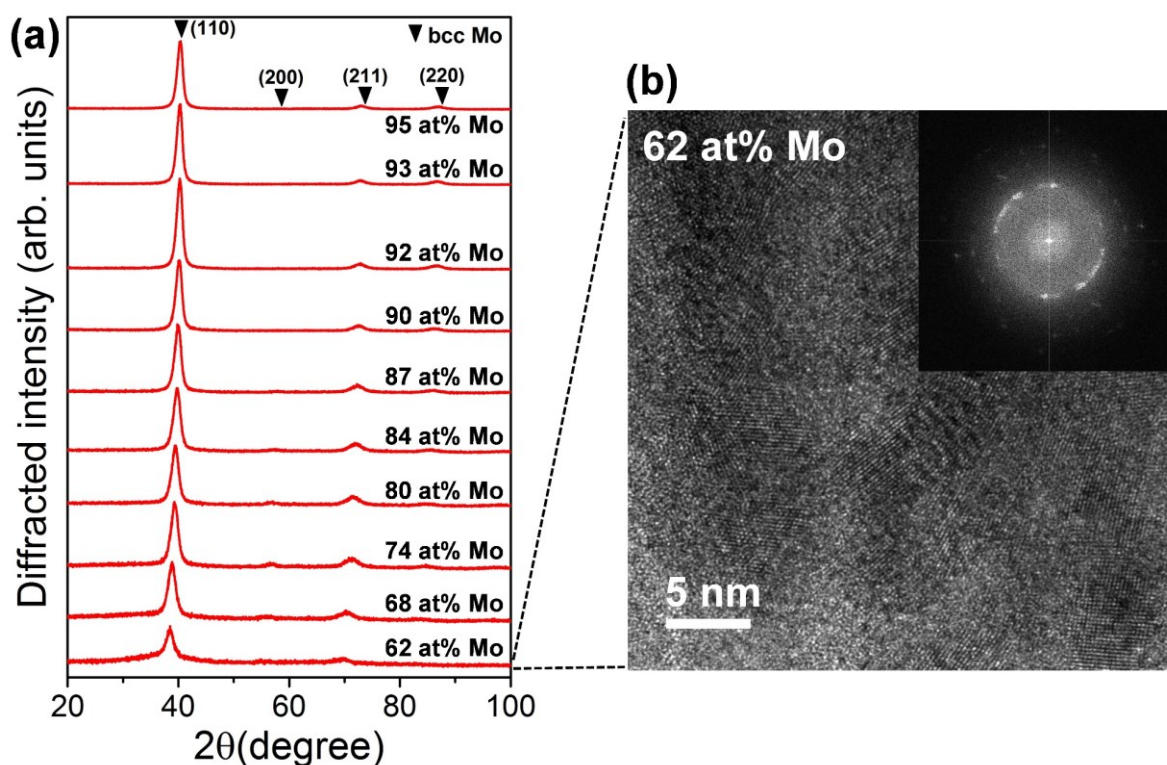 (a)
Diffracted intensity (arb. units)
(110)
▼ bcc Mo
(200)
(211)
(220)
95 at% Mo
93 at% Mo
92 at% Mo
90 at% Mo
87 at% Mo
84 at% Mo
80 at% Mo
74 at% Mo
68 at% Mo
62 at% Mo
20
40
60
80
100
2θ(degree)
(b)
62 at% Mo
5 nm